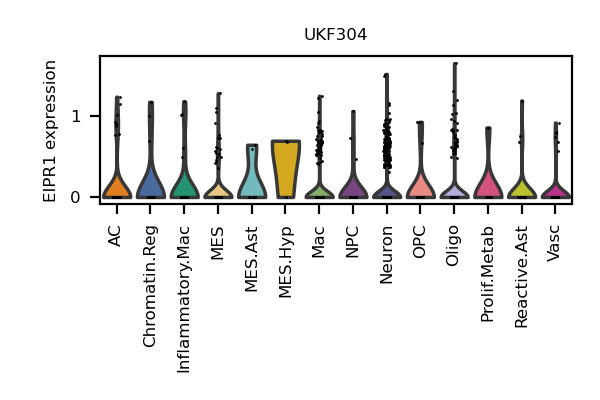 UKF304
EIPR1 expression
1
0
AC
Chromatin.Reg
Inflammatory.Mac
MES
MES.Ast
MES.Hyp
Mac
NPC
Neuron
OPC
Oligo
Prolif.Metab
Reactive.Ast
Vasc